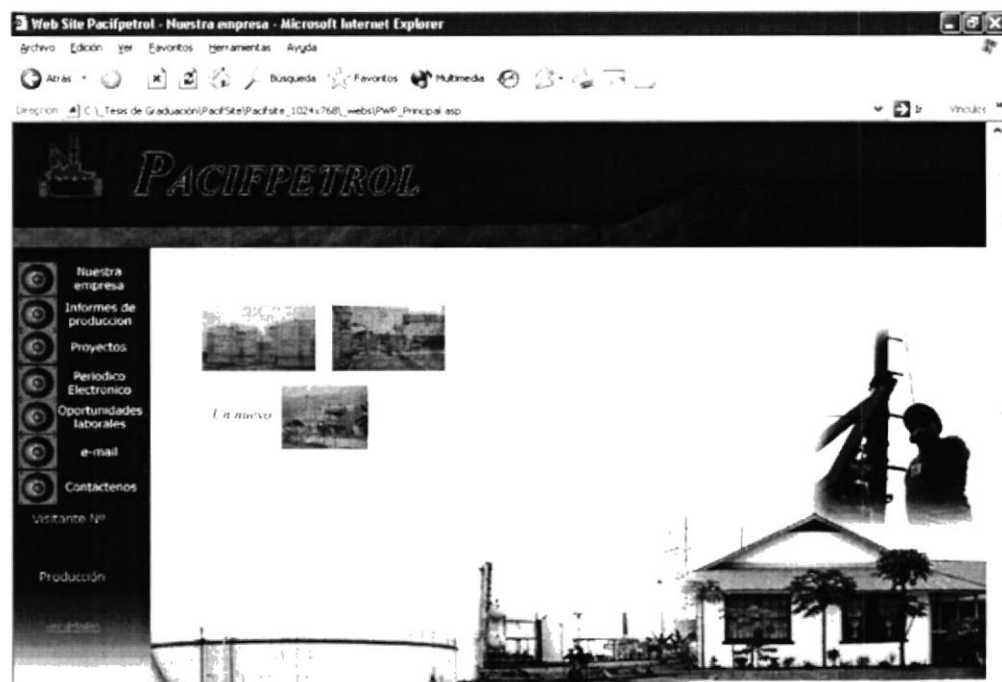 Web Site Pacifpetrol - Nuestra empresa - Microsoft Internet Explorer
Archivo Edición Ver Favoritos Herramientas Ayuda
Atrás Búsqueda Favoritos Multimedia
Dirección C:\_Tesis de Graduación\PacifSite\Pacifsite_1024x768\_webs\PWP_Principal.asp Ir Vínculos
PACIFPETROL
Nuestra
empresa
Informes de
produccion
Proyectos
Periodico
Electronico
Oportunidades
laborales
e-mail
Contactenos
Visitante Nº
Producción
Un nuevo